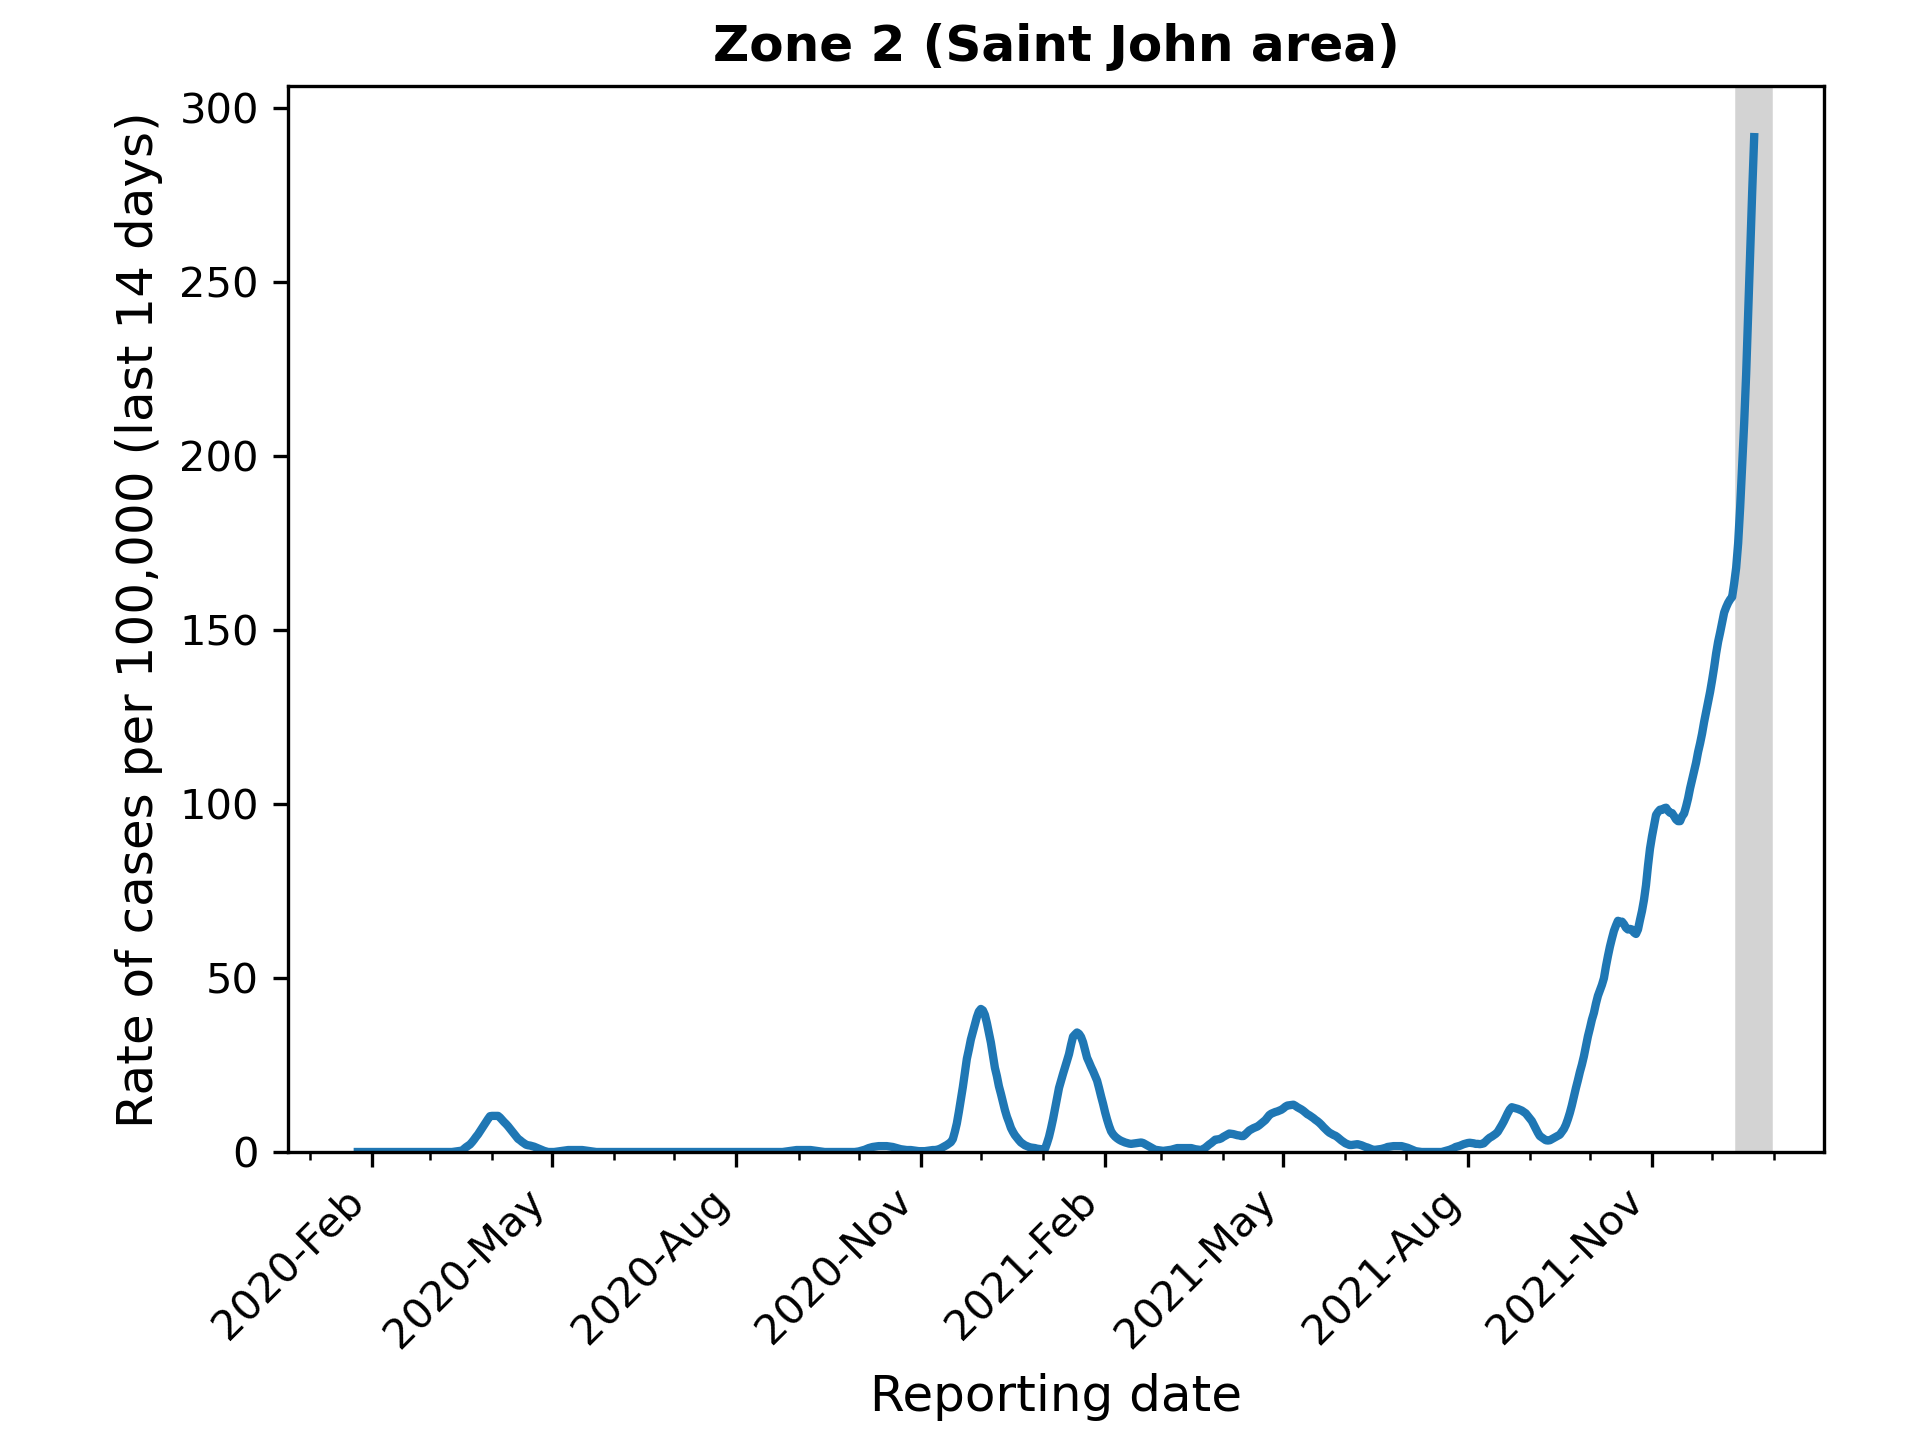 Zone 2 (Saint John area)
Rate of cases per 100,000 (last 14 days)
300
250
200
150
100
50
0
2020-Feb
2020-May
2020-Aug
2020-Nov
2021-Feb
2021-May
2021-Aug
2021-Nov
Reporting date